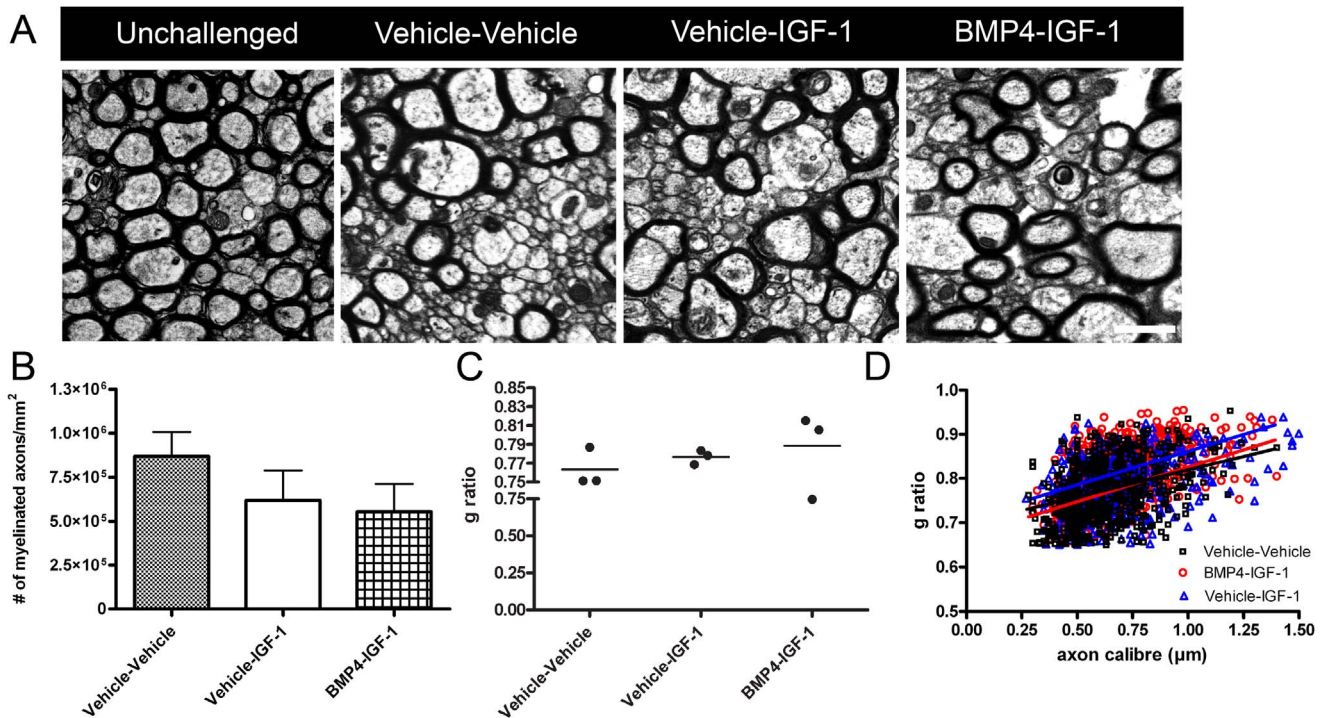 A
Unchallenged Vehicle-Vehicle Vehicle-IGF-1 BMP4-IGF-1
B
# of myelinated axons/mm²
1.3×10⁶
1.0×10⁶
7.5×10⁵
5.0×10⁵
2.5×10⁵
0
Vehicle-Vehicle
Vehicle-IGF-1
BMP4-IGF-1
C
g ratio
0.85
0.83
0.81
0.79
0.77
0.75
0.75
0.50
0.25
0.00
Vehicle-Vehicle
Vehicle-IGF-1
BMP4-IGF-1
D
g ratio
1.0
0.9
0.8
0.7
0.6
0.5
Vehicle-Vehicle
BMP4-IGF-1
Vehicle-IGF-1
0.00 0.25 0.50 0.75 1.00 1.25 1.50
axon calibre (µm)